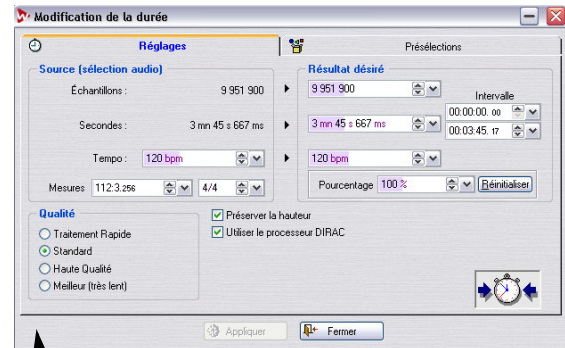 Modification de la durée
Réglages
Présélections
Source (sélection audio)
Résultat désiré
Échantillons : 9 951 900
9 951 900
Intervalle
00:00:00. 00
Secondes : 3 mn 45 s 667 ms
3 mn 45 s 667 ms
00:03:45. 17
Tempo : 120 bpm
120 bpm
Mesures 112:3.256 4/4
Pourcentage 100 % Réinitialiser
Qualité
Préserver la hauteur
Traitement Rapide
Utiliser le processeur DIRAC
Standard
Haute Qualité
Meilleur (très lent)
Appliquer
Fermer